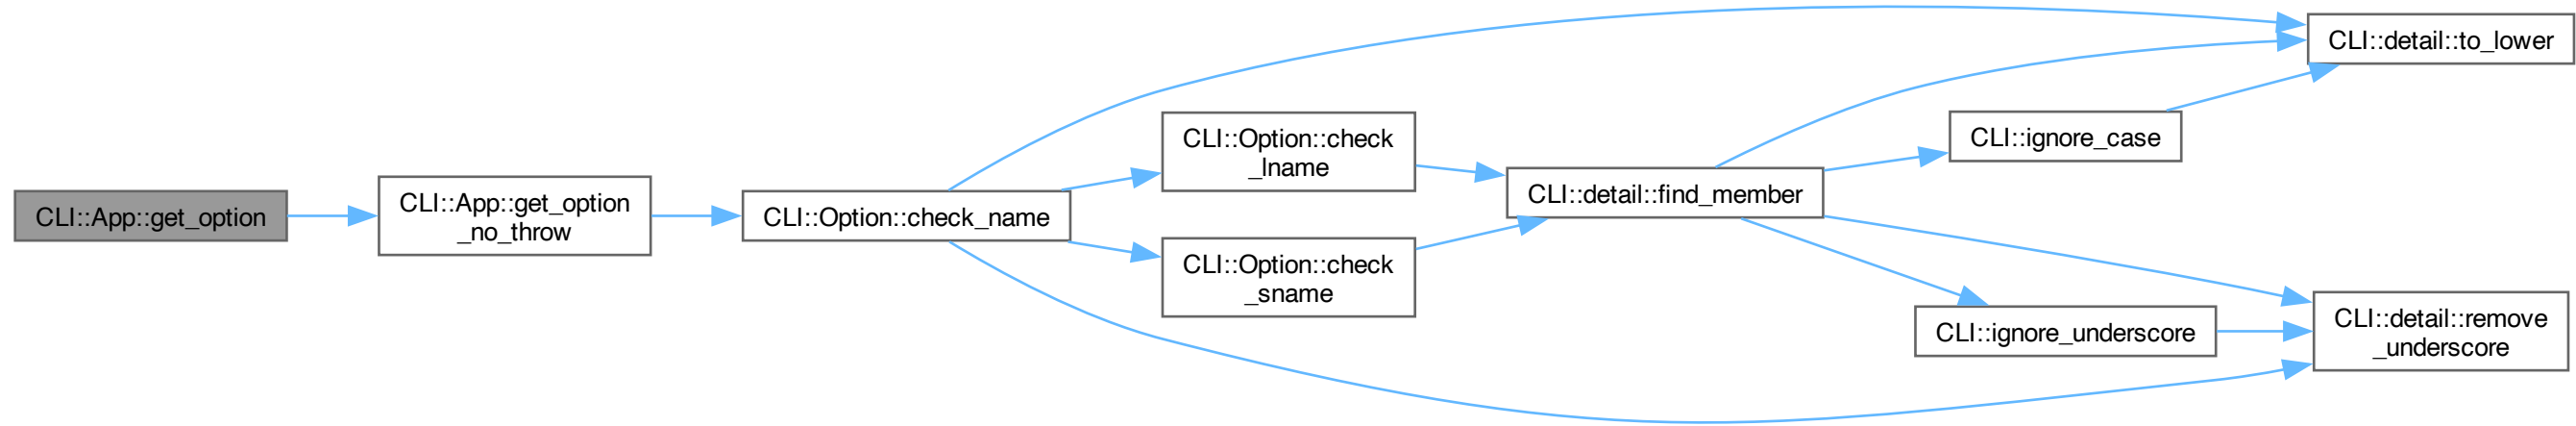 CLI::App::get_option
CLI::App::get_option
_no_throw
CLI::Option::check_name
CLI::Option::check
_lname
CLI::Option::check
_sname
CLI::detail::find_member
CLI::ignore_case
CLI::ignore_underscore
CLI::detail::to_lower
CLI::detail::remove
_underscore